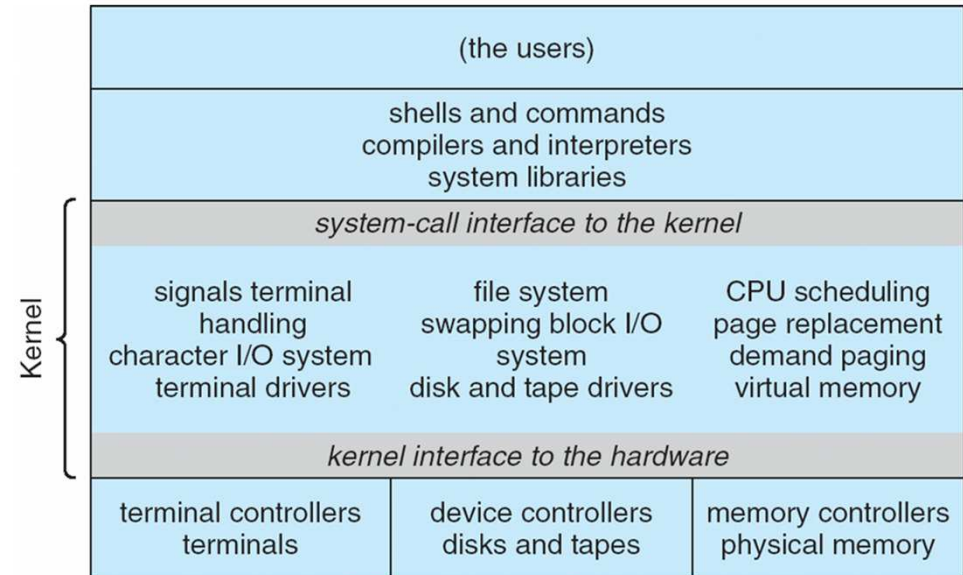 (the users)
shells and commands
compilers and interpreters
system libraries
Kernel
system-call interface to the kernel
signals terminal
handling
character I/O system
terminal drivers
file system
swapping block I/O
system
disk and tape drivers
CPU scheduling
page replacement
demand paging
virtual memory
kernel interface to the hardware
terminal controllers
terminals
device controllers
disks and tapes
memory controllers
physical memory